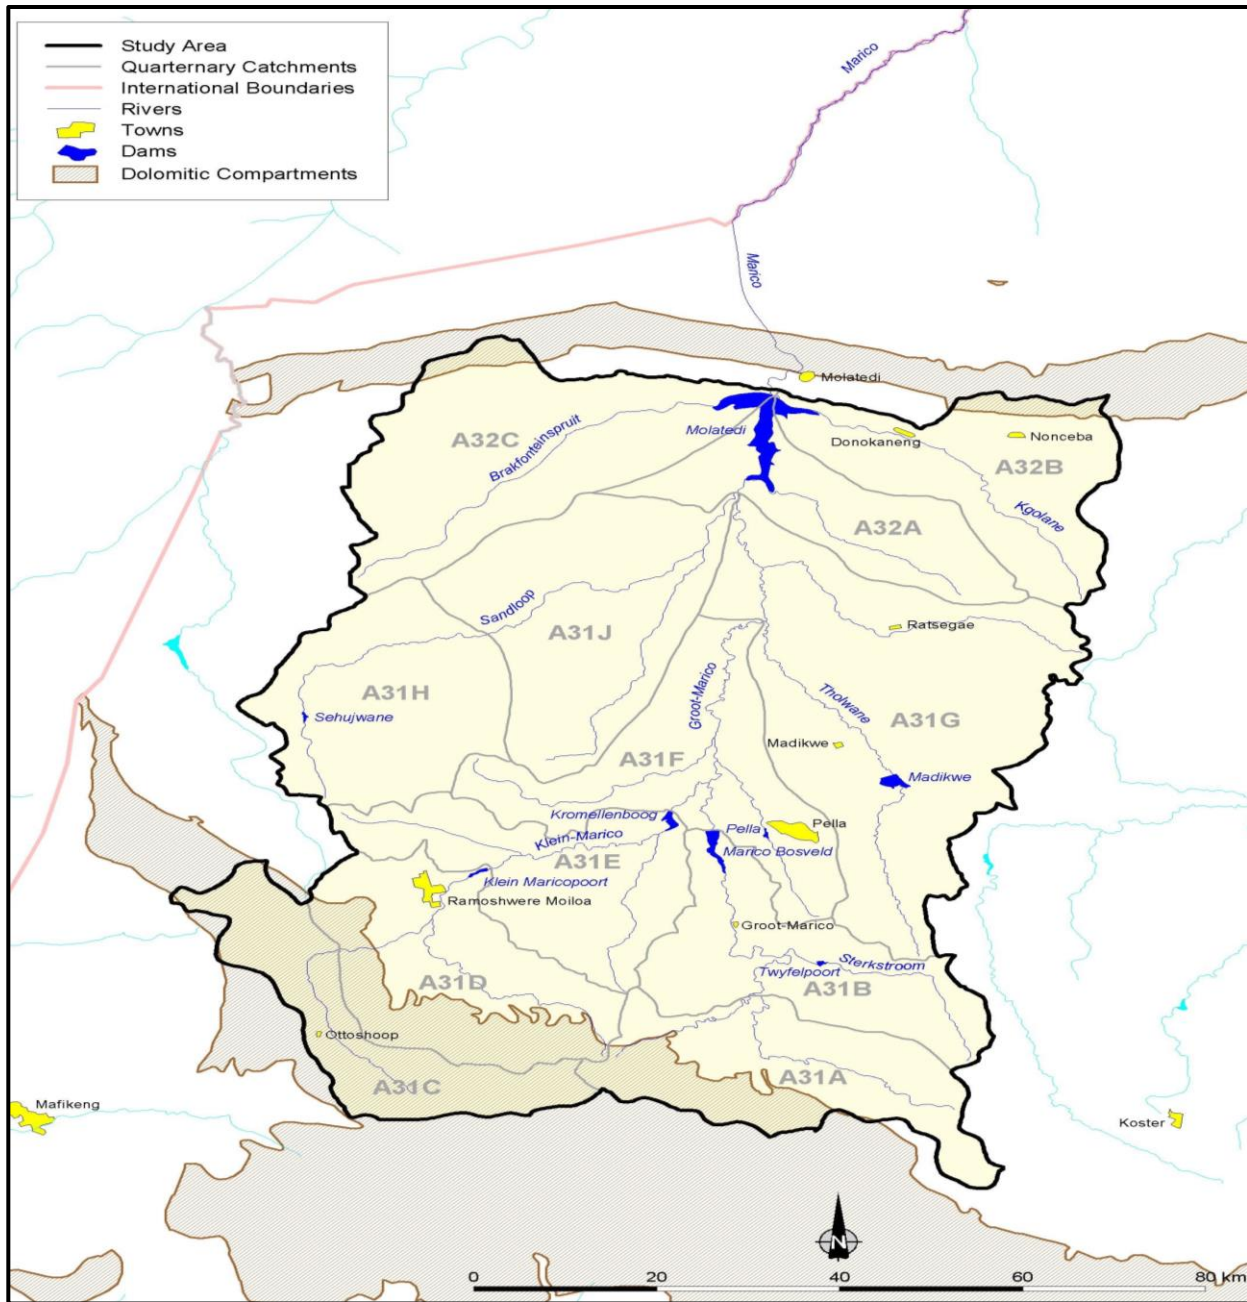 Study Area
Quarternary Catchments
International Boundaries
Rivers
Towns
Dams
Dolomitic Compartments
Marico
Marico
Molatedi
Molatedi
A32C
Brakfonteinspruit
Donokaneng
Nonceba
A32B
Kgolane
A32A
Sandloop
A31J
Ratsegae
A31H
Groot-Marico
Tholwane
Sehujwane
A31G
Madikwe
A31F
Madikwe
Kromellenboog
Klein-Marico
Pella
Pella
Marico Bosveld
A31E
Klein Maricopoort
Ramoshwere Moiloa
Groot-Marico
Sterkstroom
Twyfelpoort
A31D
A31B
Ottoshoop
A31C
A31A
Mafikeng
Koster
N
0 20 40 60 80 km